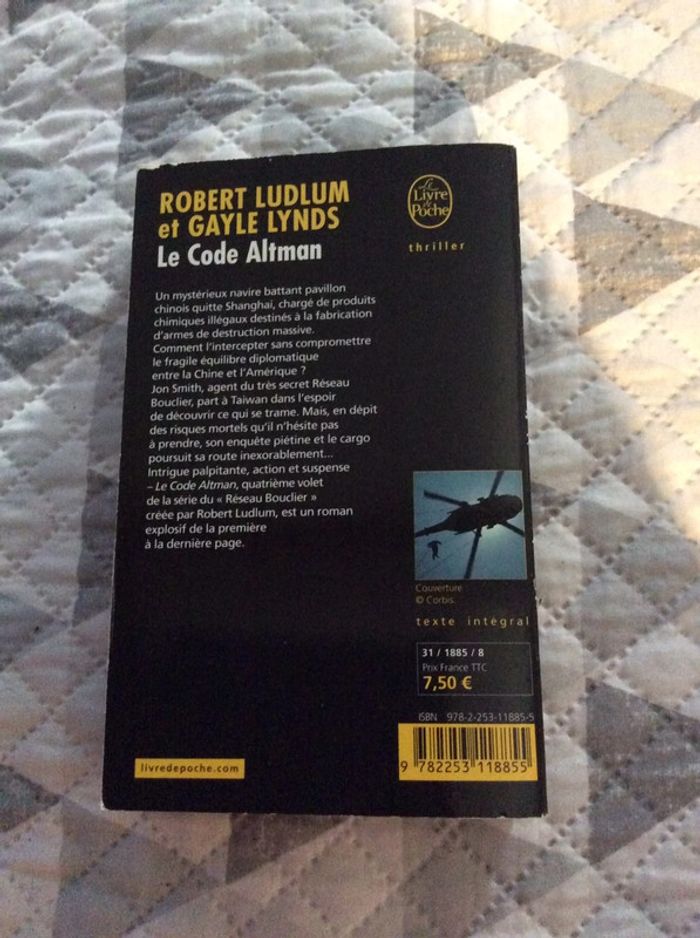 ROBERT LUDLUM
et GAYLE LYNDS
Le Code Altman
Le
Livre
de
Poche
thriller
Un mystérieux navire battant pavillon
chinois quitte Shanghai, chargé de produits
chimiques illégaux destinés à la fabrication
d'armes de destruction massive.
Comment l'intercepter sans compromettre
le fragile équilibre diplomatique
entre la Chine et l'Amérique ?
Jon Smith, agent du très secret Réseau
Bouclier, part à Taiwan dans l'espoir
de découvrir ce qui se trame. Mais, en dépit
des risques mortels qu'il n'hésite pas
à prendre, son enquête piétine et le cargo
poursuit sa route inexorablement...
Intrigue palpitante, action et suspense
– Le Code Altman, quatrième volet
de la série du « Réseau Bouclier »
créée par Robert Ludlum, est un roman
explosif de la première
à la dernière page.
Couverture
© Corbis.
texte intégral
31 / 1885 / 8
Prix France TTC
7,50 €
ISBN 978-2-253-11885-5
9 782253 118855
livredepoche.com